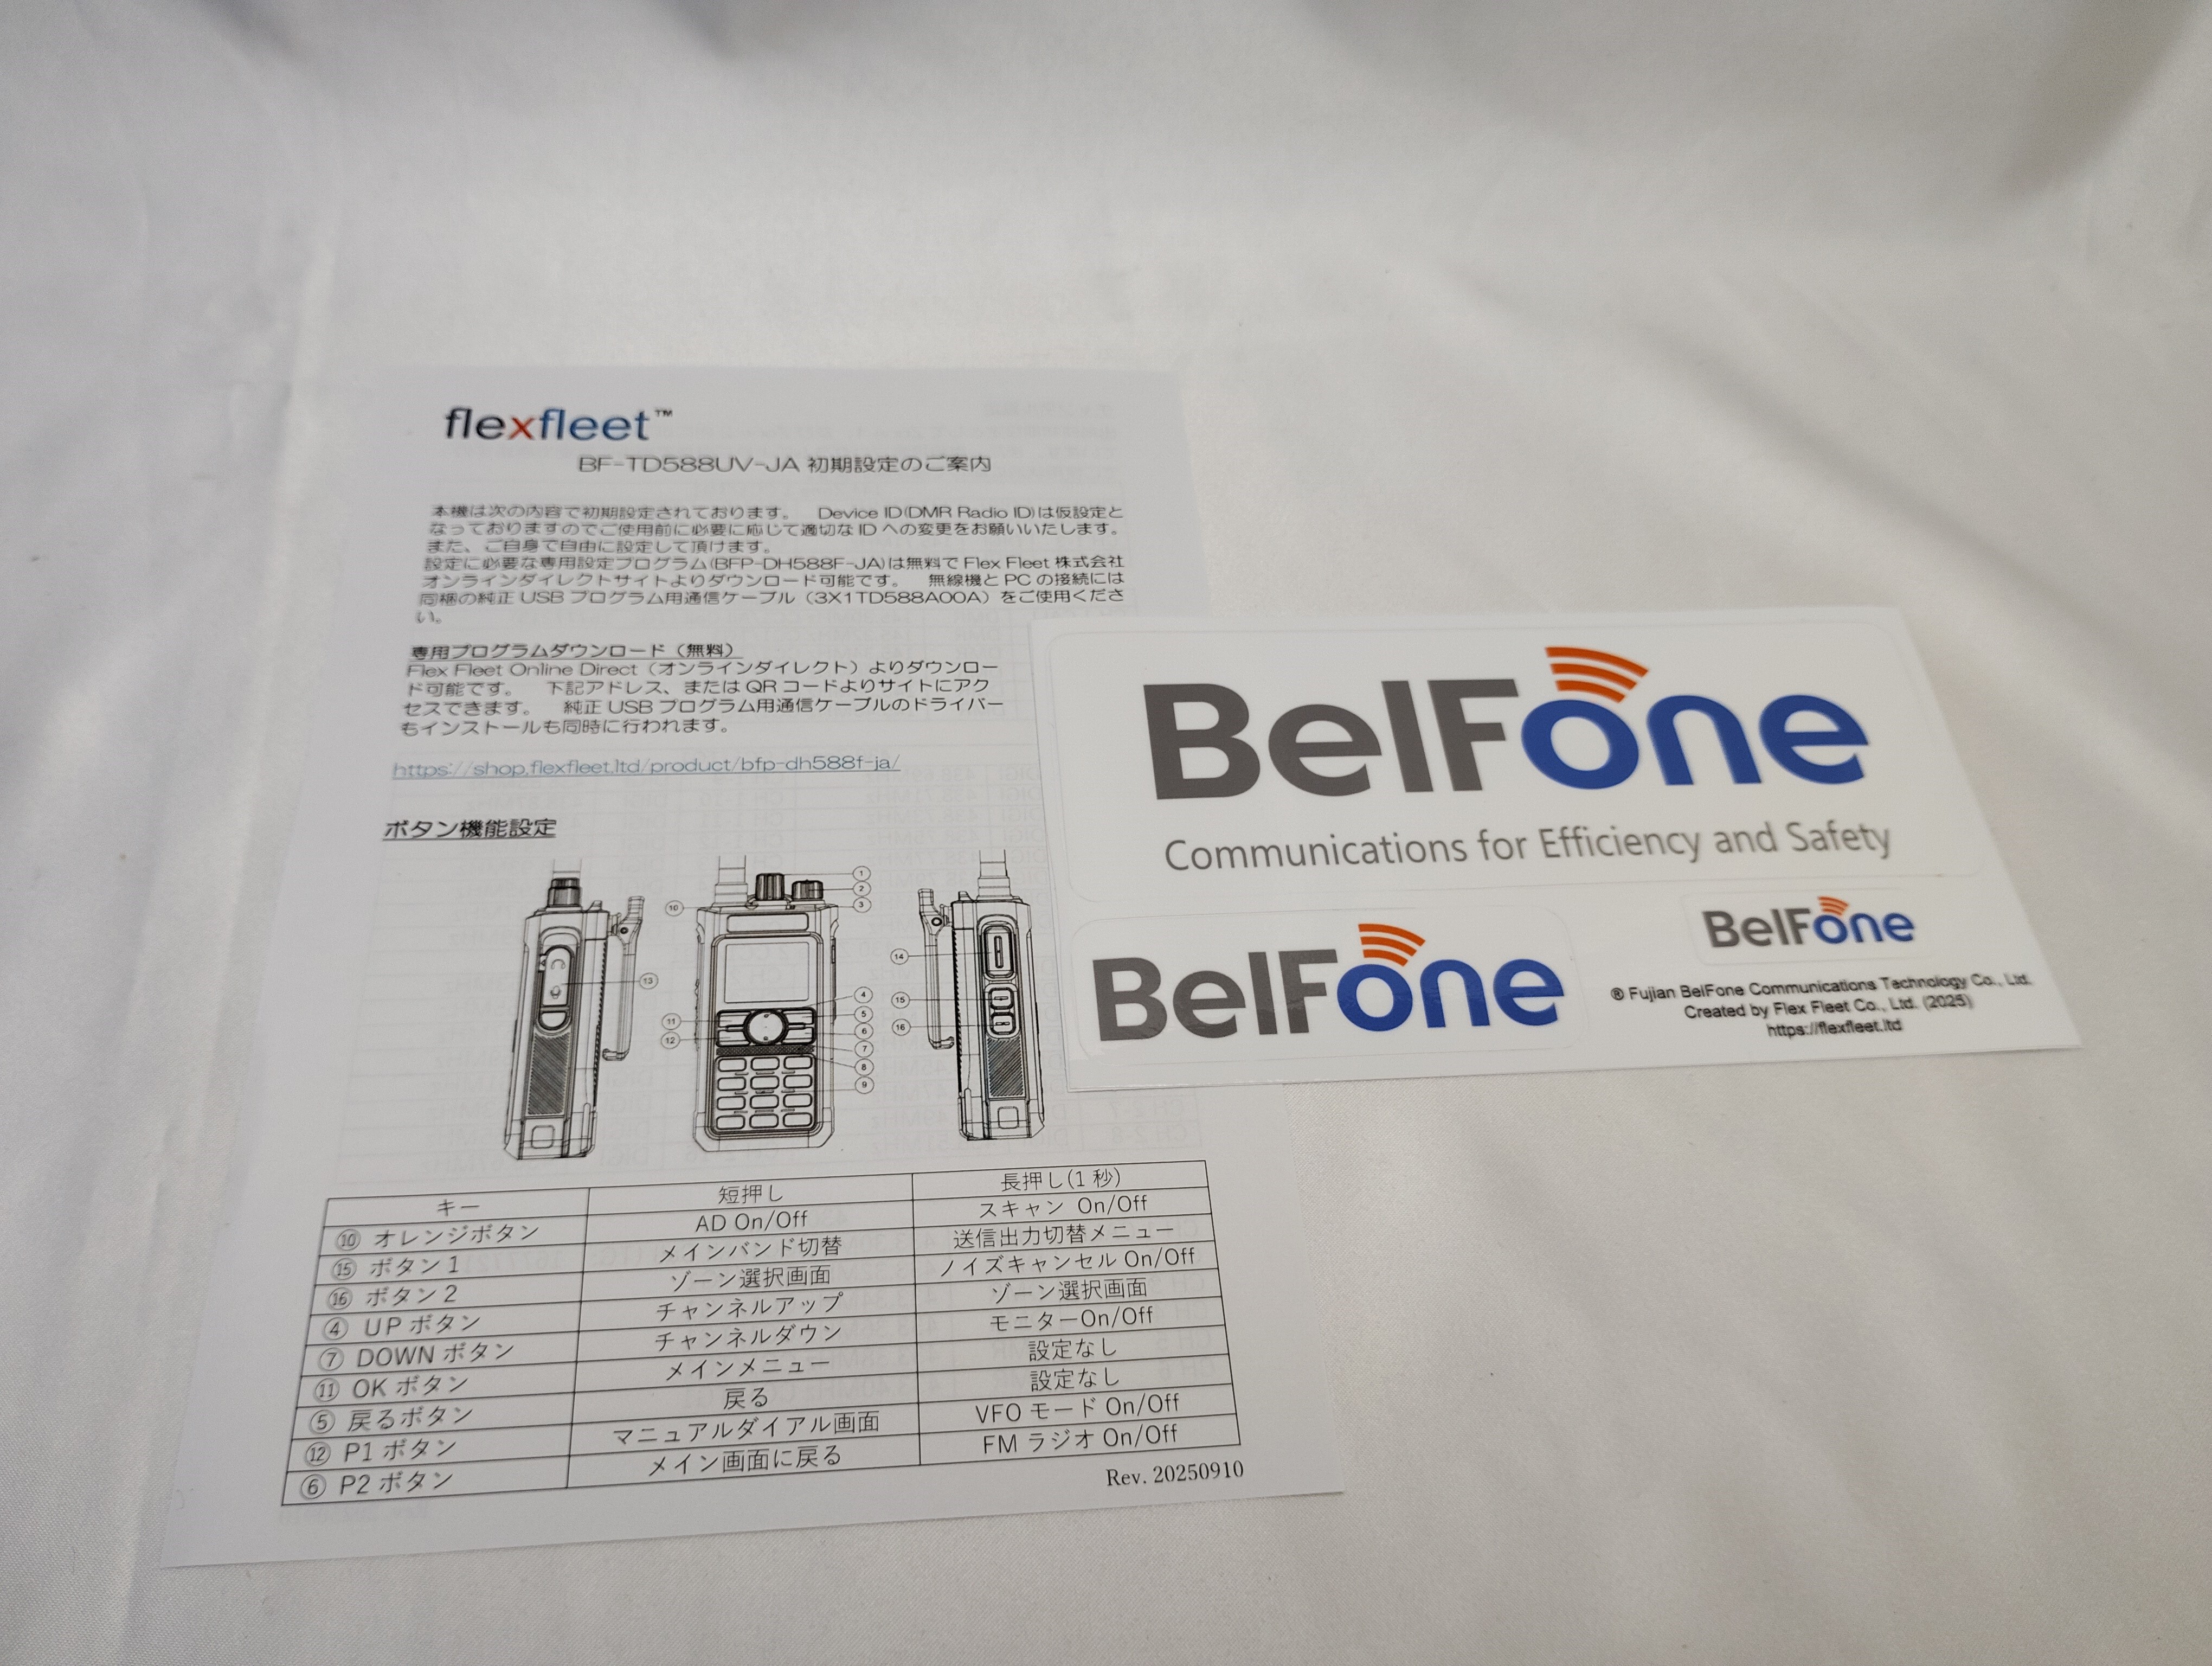 flexfleet™
BF-TD588UV-JA 初期設定のご案内
本機は次の内容で初期設定されております。 Device ID(DMR Radio ID)は仮設定と
なっておりますのでご使用前に必要に応じて適切な ID への変更をお願いいたします。
また、ご自身で自由に設定して頂けます。
設定に必要な専用設定プログラム(BFP-DH588F-JA)は無料で Flex Fleet 株式会社
オンラインダイレクトサイトよりダウンロード可能です。 無線機と PC の接続には
同梱の純正 USB プログラム用通信ケーブル（3X1TD588A00A）をご使用くださ
い。
専用プログラムダウンロード（無料）
Flex Fleet Online Direct（オンラインダイレクト）よりダウンロー
ド可能です。 下記アドレス、または QR コードよりサイトにアク
セスできます。 純正 USB プログラム用通信ケーブルのドライバー
もインストールも同時に行われます。
https://shop.flexfleet.ltd/product/bfp-dh588f-ja/
ボタン機能設定
1
2
3
10
4
5
6
7
8
9
11
12
13
14
15
16
キー 短押し 長押し(1 秒)
⑩ オレンジボタン AD On/Off スキャン On/Off
⑮ ボタン 1 メインバンド切替 送信出力切替メニュー
⑯ ボタン 2 ゾーン選択画面 ノイズキャンセル On/Off
④ UP ボタン チャンネルアップ ゾーン選択画面
⑦ DOWN ボタン チャンネルダウン モニターOn/Off
⑪ OK ボタン メインメニュー 設定なし
⑤ 戻るボタン 戻る 設定なし
⑫ P1 ボタン マニュアルダイアル画面 VFO モード On/Off
⑥ P2 ボタン メイン画面に戻る FM ラジオ On/Off
Rev. 20250910
BelFone
Communications for Efficiency and Safety
BelFone
BelFone
® Fujian BelFone Communications Technology Co., Ltd.
Created by Flex Fleet Co., Ltd. (2025)
https://flexfleet.ltd